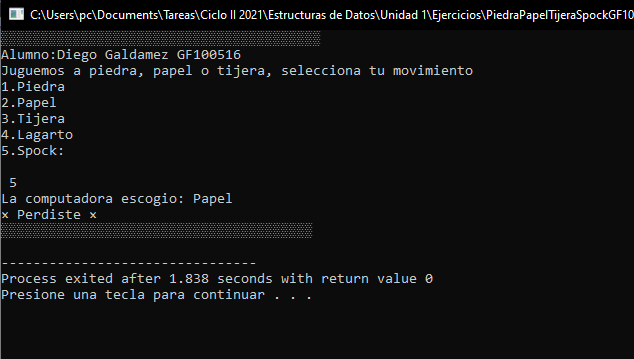 C:\Users\pc\Documents\Tareas\Ciclo II 2021\Estructuras de Datos\Unidad 1\Ejercicios\PiedraPapelTijeraSpockGF10
Alumno:Diego Galdamez GF100516
Juguemos a piedra, papel o tijera, selecciona tu movimiento
1.Piedra
2.Papel
3.Tijera
4.Lagarto
5.Spock:
5
La computadora escogio: Papel
× Perdiste ×
--------------------------------
Process exited after 1.838 seconds with return value 0
Presione una tecla para continuar . . .